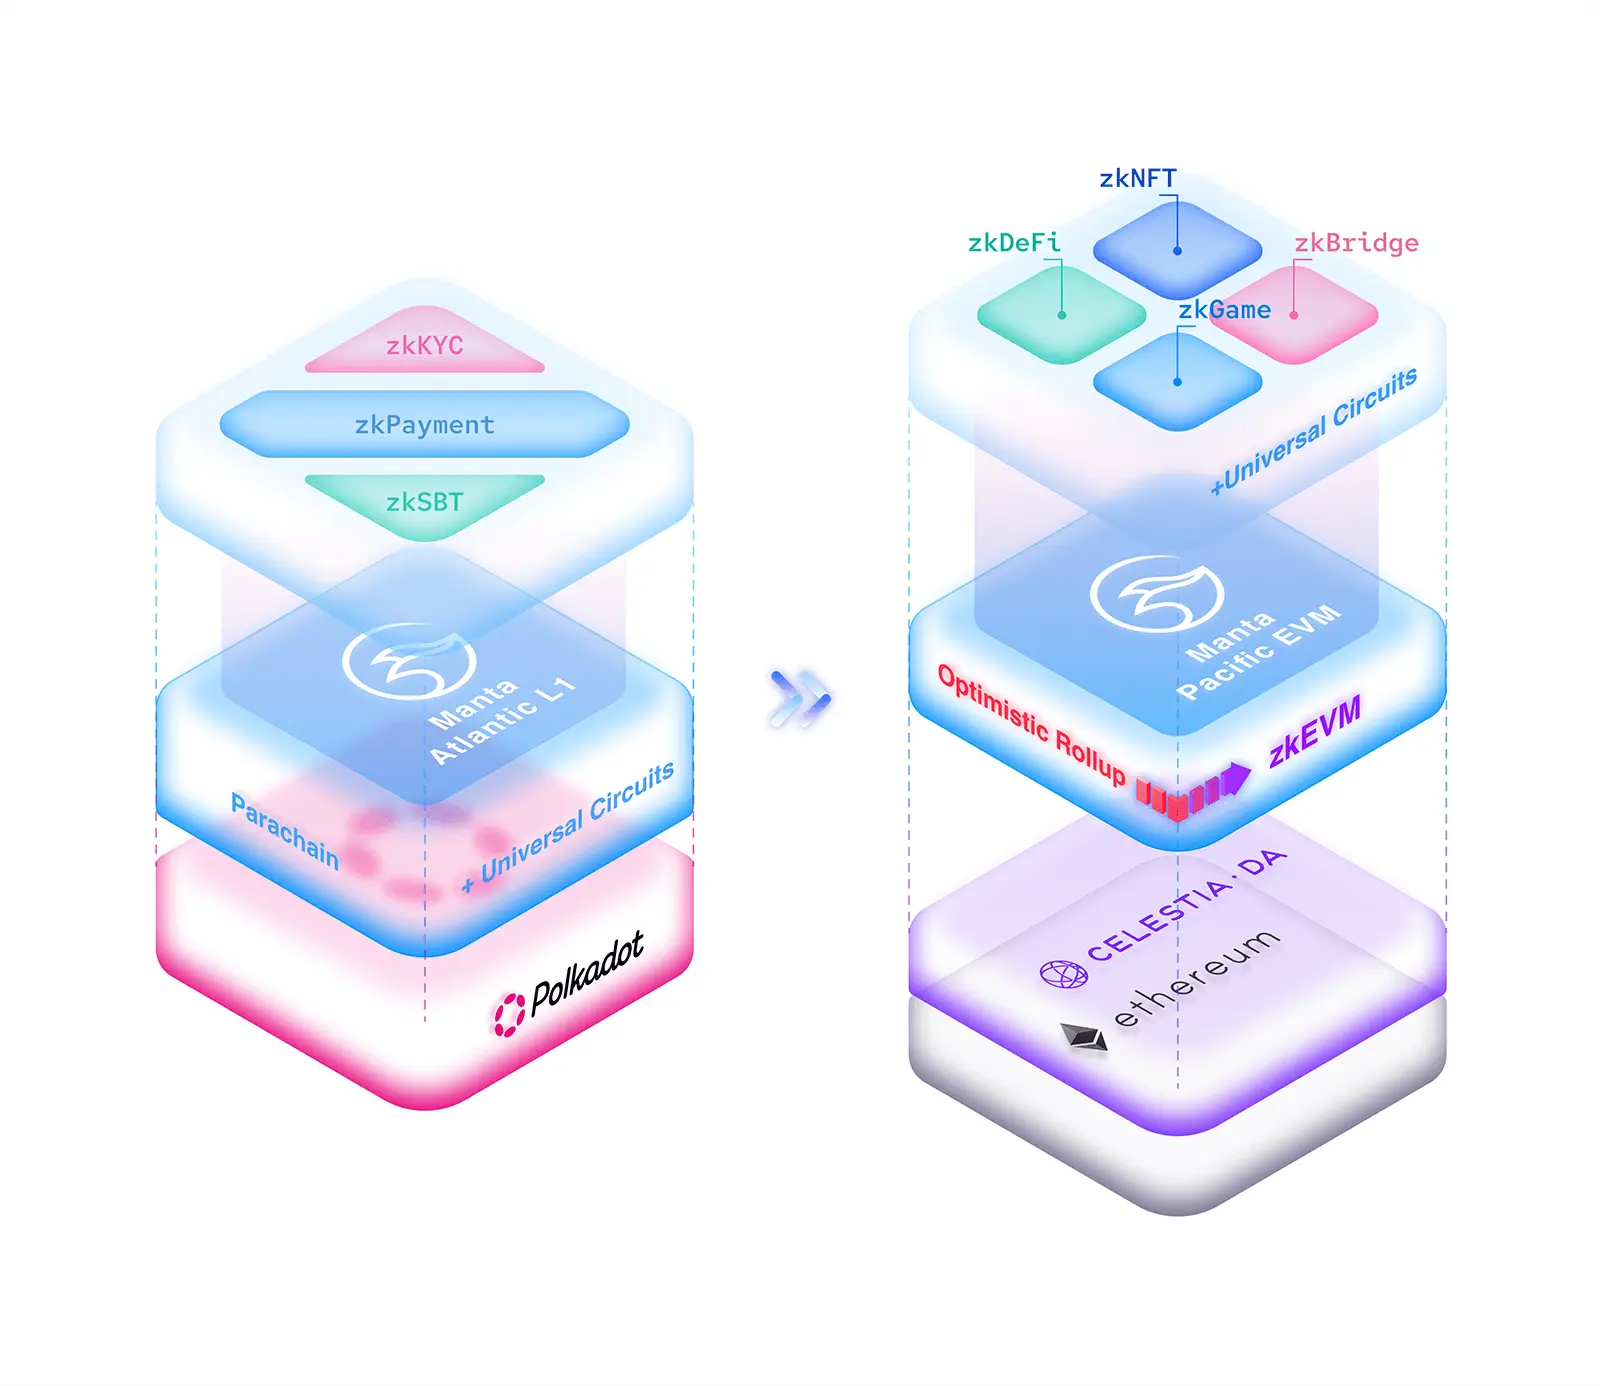 zkKYC
zkPayment
zkSBT
Manta
Atlantic L1
Parachain
+ Universal Circuits
Polkadot
zkNFT
zkDeFi
zkBridge
zkGame
+Universal Circuits
Manta
Pacific EVM
Optimistic Rollup
zkEVM
CELESTIA·DA
ethereum